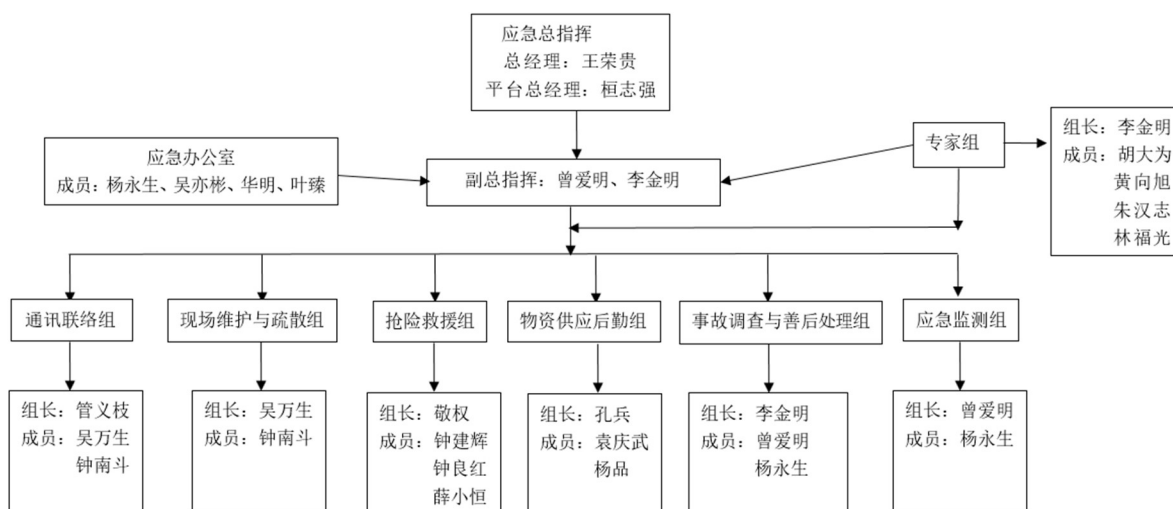 应急总指挥
总经理：王荣贵
平台总经理：桓志强
应急办公室
成员：杨永生、吴亦彬、华明、叶臻
副总指挥：曾爱明、李金明
专家组
组长：李金明
成员：胡大为
黄向旭
朱汉志
林福光
通讯联络组
现场维护与疏散组
抢险救援组
物资供应后勤组
事故调查与善后处理组
应急监测组
组长：管义枝
成员：吴万生
钟南斗
组长：吴万生
成员：钟南斗
组长：敬权
成员：钟建辉
钟良红
薛小恒
组长：孔兵
成员：袁庆武
杨品
组长：李金明
成员：曾爱明
杨永生
组长：曾爱明
成员：杨永生